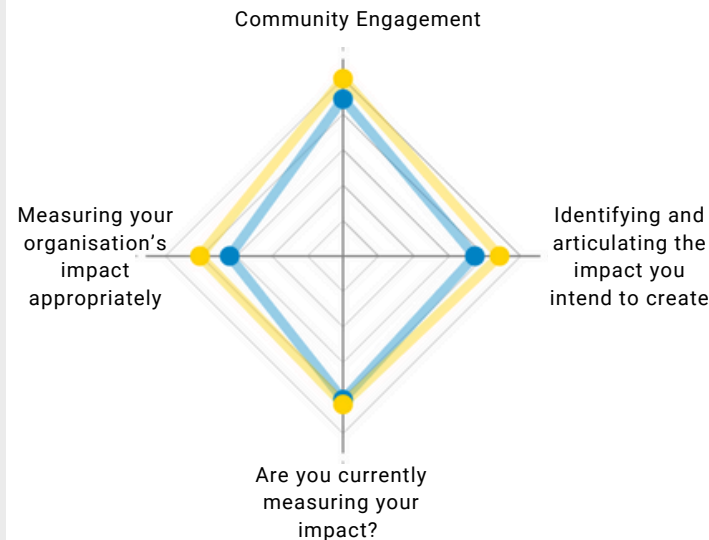 Community Engagement
Measuring your
organisation's
impact
appropriately
Identifying and
articulating the
impact you
intend to create
Are you currently
measuring your
impact?